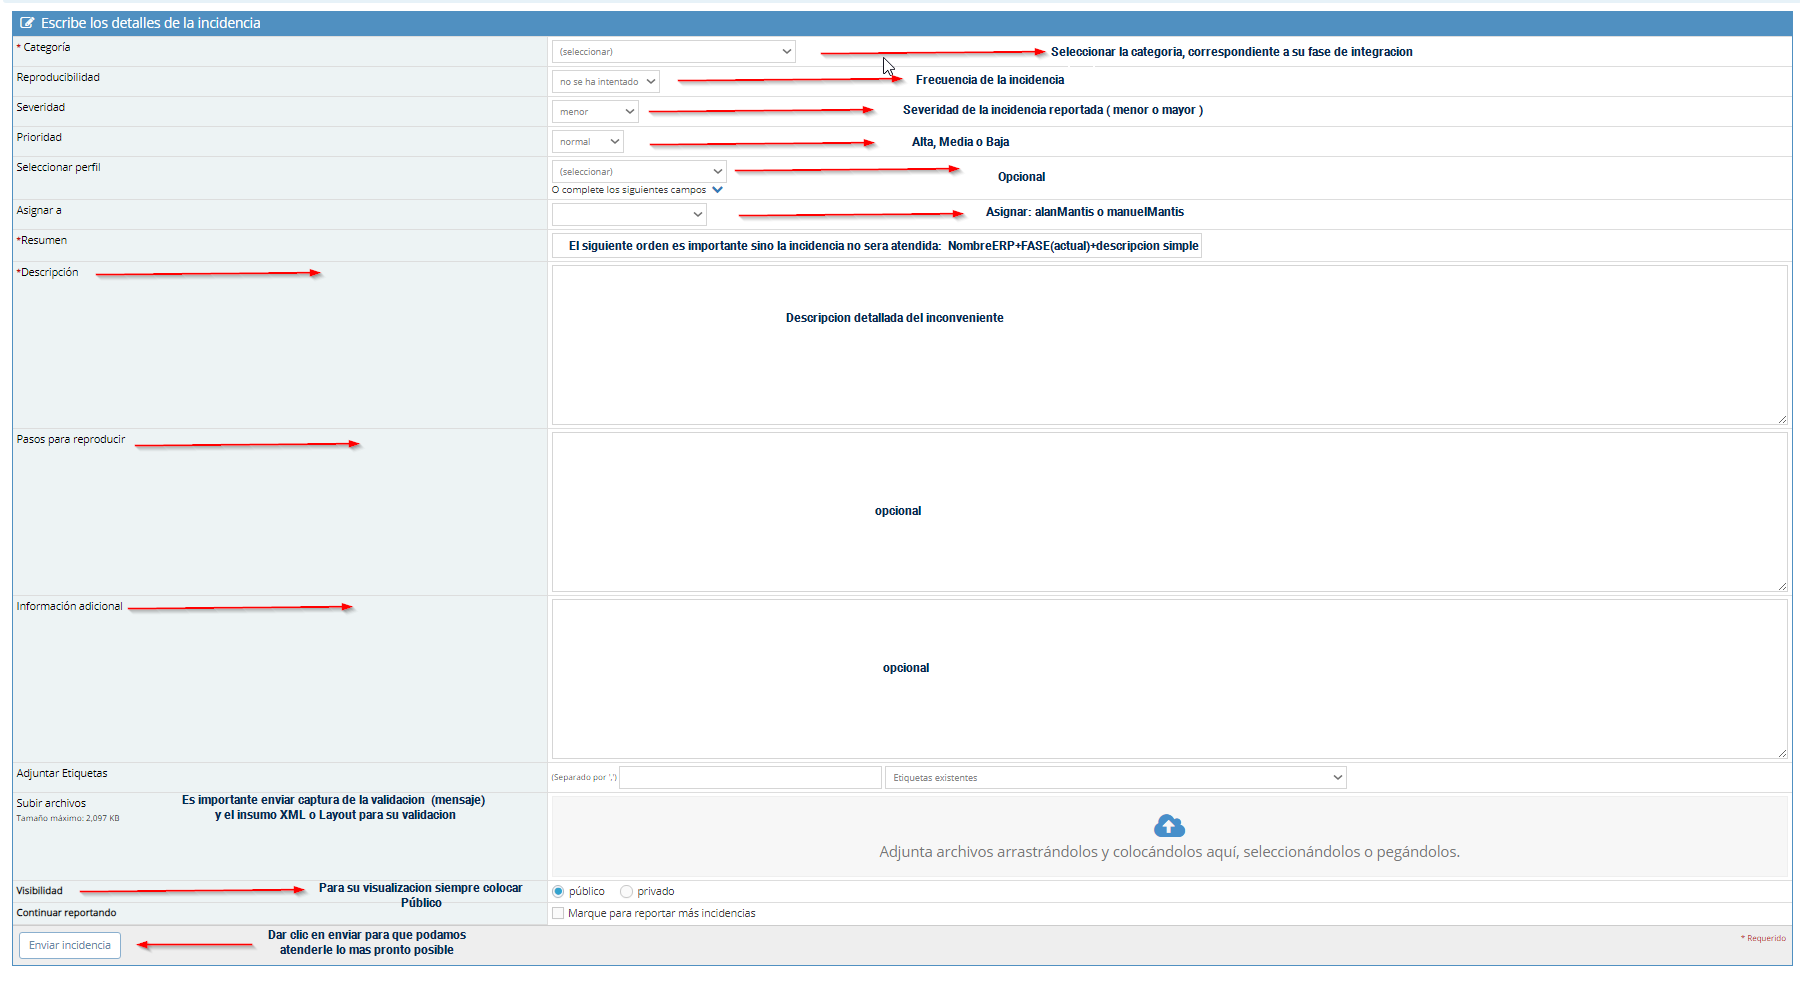 Escribe los detalles de la incidencia
* Categoría
(seleccionar)
Seleccionar la categoria, correspondiente a su fase de integracion
Reproducibilidad
no se ha intentado
Frecuencia de la incidencia
Severidad
menor
Severidad de la incidencia reportada ( menor o mayor )
Prioridad
normal
Alta, Media o Baja
Seleccionar perfil
(seleccionar)
O complete los siguientes campos
Opcional
Asignar a
Asignar: alanMantis o manuelMantis
*Resumen
El siguiente orden es importante sino la incidencia no sera atendida: NombreERP+FASE(actual)+descripcion simple
*Descripción
Descripcion detallada del inconveniente
Pasos para reproducir
opcional
Información adicional
opcional
Adjuntar Etiquetas
(Separado por ',')
Etiquetas existentes
Subir archivos
Tamaño máximo: 2,097 KB
Es importante enviar captura de la validacion (mensaje)
y el insumo XML o Layout para su validacion
Adjunta archivos arrastrándolos y colocándolos aquí, seleccionándolos o pegándolos.
Visibilidad
Para su visualizacion siempre colocar
Público
público
privado
Continuar reportando
Marque para reportar más incidencias
Enviar incidencia
Dar clic en enviar para que podamos
atenderle lo mas pronto posible
* Requerido